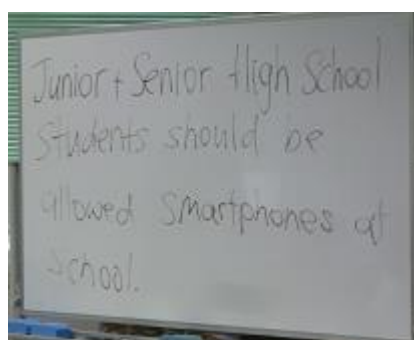 Junior + Senior High School
Students should be
allowed Smartphones at
School.